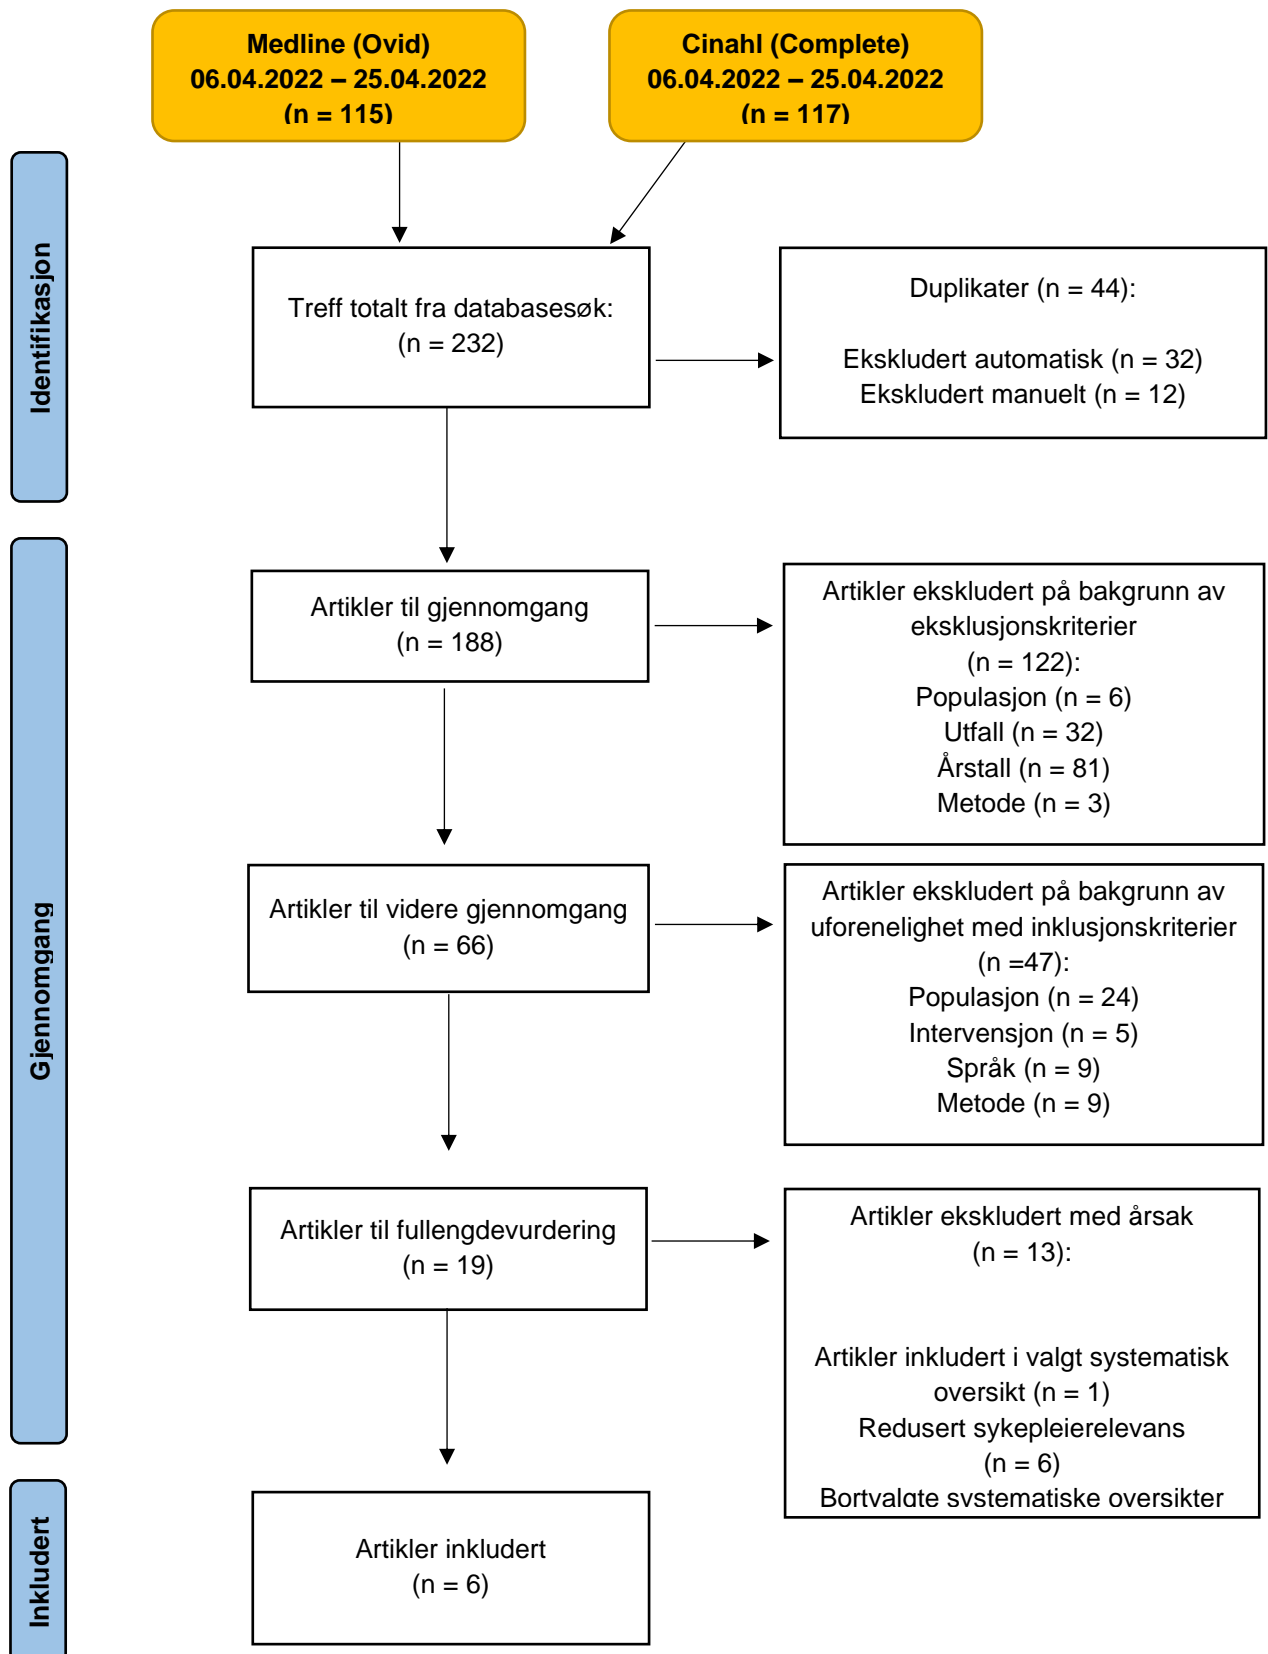 Medline (Ovid)
06.04.2022 – 25.04.2022
(n = 115)
Cinahl (Complete)
06.04.2022 – 25.04.2022
(n = 117)
Identifikasjon
Treff totalt fra databasesøk:
(n = 232)
Duplikater (n = 44):
Ekskludert automatisk (n = 32)
Ekskludert manuelt (n = 12)
Gjennomgang
Artikler til gjennomgang
(n = 188)
Artikler ekskludert på bakgrunn av
eksklusjonskriterier
(n = 122):
Populasjon (n = 6)
Utfall (n = 32)
Årstall (n = 81)
Metode (n = 3)
Artikler til videre gjennomgang
(n = 66)
Artikler ekskludert på bakgrunn av
uforenelighet med inklusjonskriterier
(n =47):
Populasjon (n = 24)
Intervensjon (n = 5)
Språk (n = 9)
Metode (n = 9)
Artikler til fullengdevurdering
(n = 19)
Artikler ekskludert med årsak
(n = 13):
Artikler inkludert i valgt systematisk
oversikt (n = 1)
Redusert sykepleierelevans
(n = 6)
Bortvalgte systematiske oversikter
Inkludert
Artikler inkludert
(n = 6)